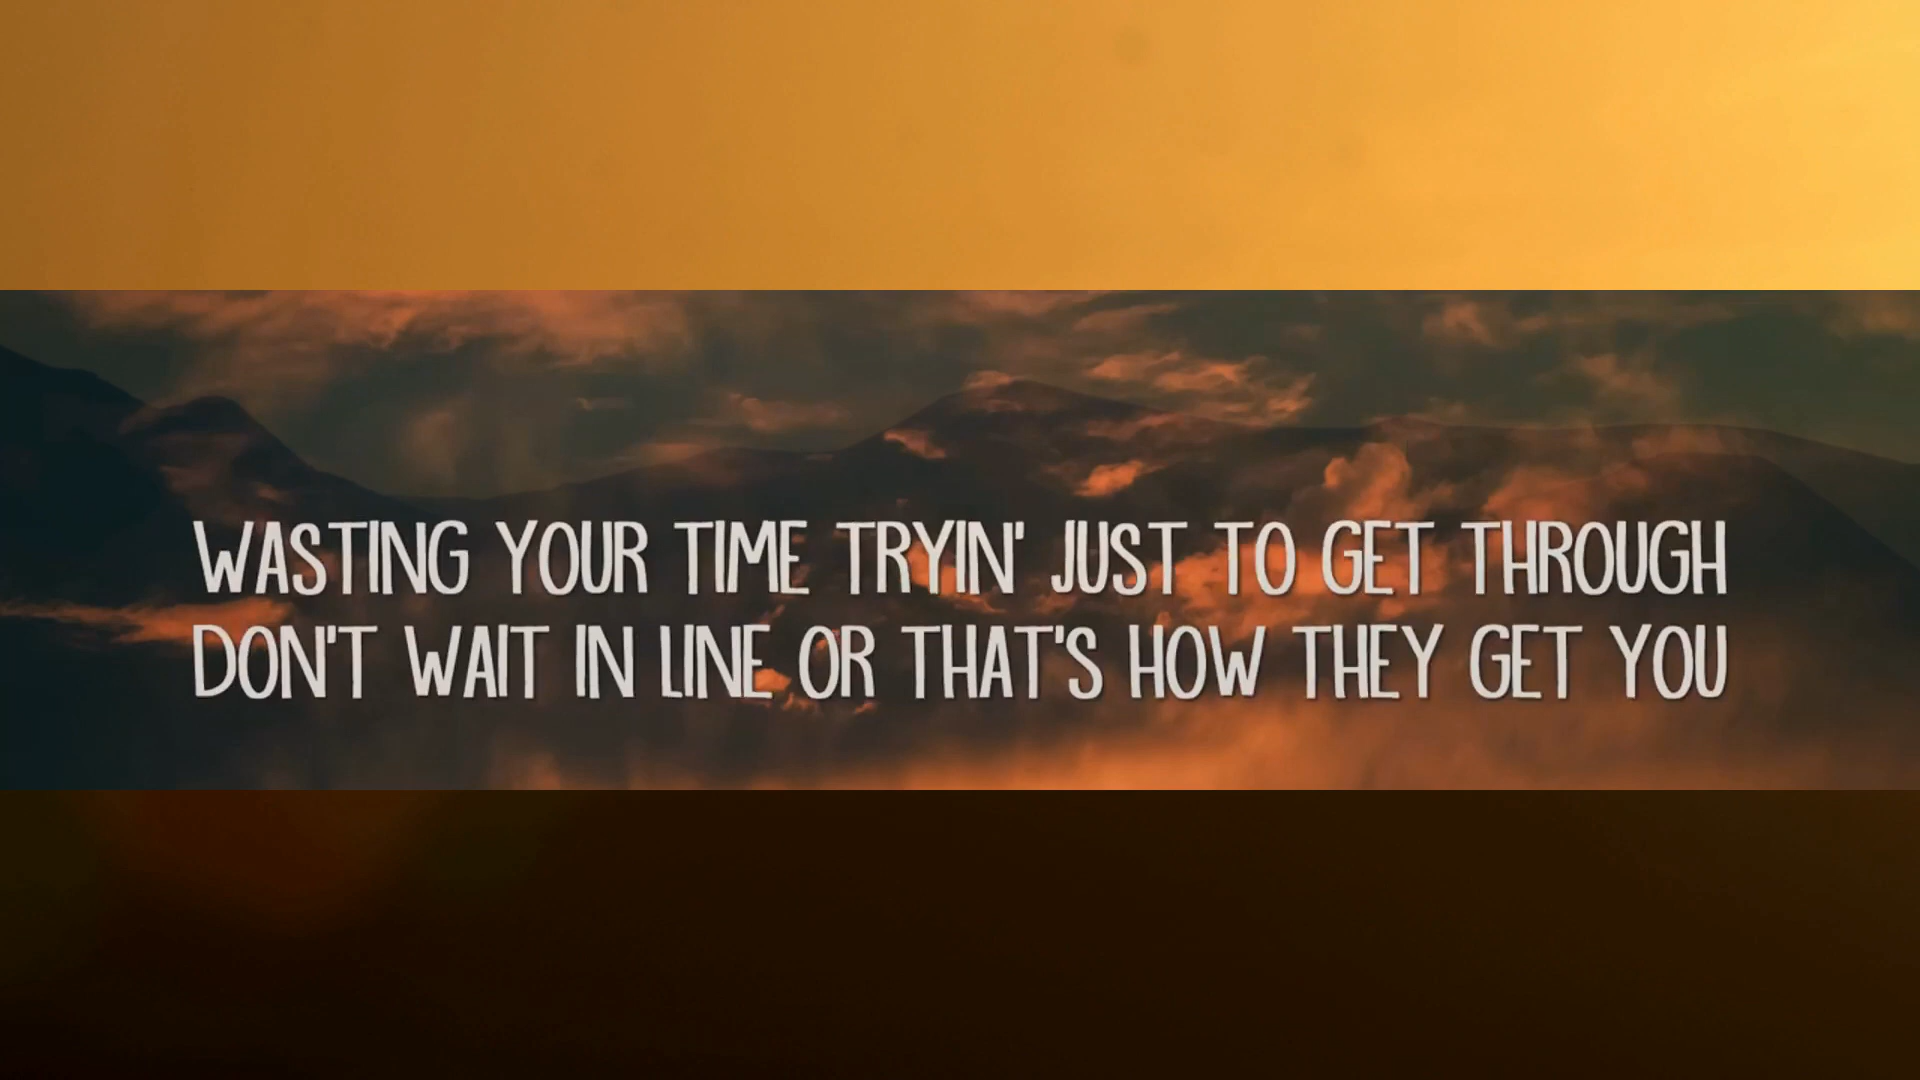 WASTING YOUR TIME TRYIN' JUST TO GET THROUGH
DON'T WAIT IN LINE OR THAT'S HOW THEY GET YOU